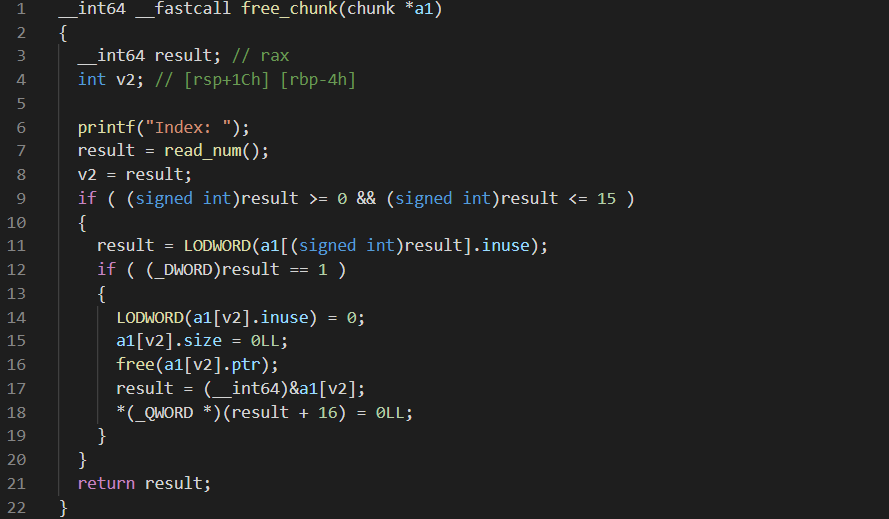 1 __int64 __fastcall free_chunk(chunk *a1)
2 {
3 __int64 result; // rax
4 int v2; // [rsp+1Ch] [rbp-4h]
5
6 printf("Index: ");
7 result = read_num();
8 v2 = result;
9 if ( (signed int)result >= 0 && (signed int)result <= 15 )
10 {
11 result = LODWORD(a1[(signed int)result].inuse);
12 if ( (_DWORD)result == 1 )
13 {
14 LODWORD(a1[v2].inuse) = 0;
15 a1[v2].size = 0LL;
16 free(a1[v2].ptr);
17 result = (__int64)&a1[v2];
18 *(_QWORD *)(result + 16) = 0LL;
19 }
20 }
21 return result;
22 }